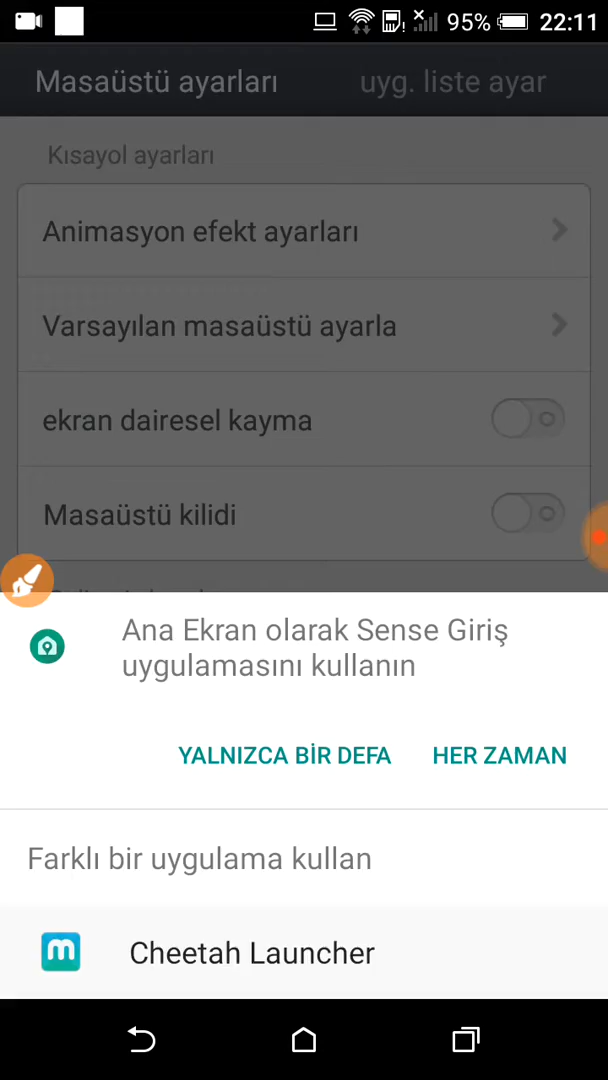 95% 22:11
Masaüstü ayarları uyg. liste ayar
Kısayol ayarları
Animasyon efekt ayarları
Varsayılan masaüstü ayarla
ekran dairesel kayma
Masaüstü kilidi
Ana Ekran olarak Sense Giriş
uygulamasını kullanın
YALNIZCA BİR DEFA HER ZAMAN
Farklı bir uygulama kullan
Cheetah Launcher